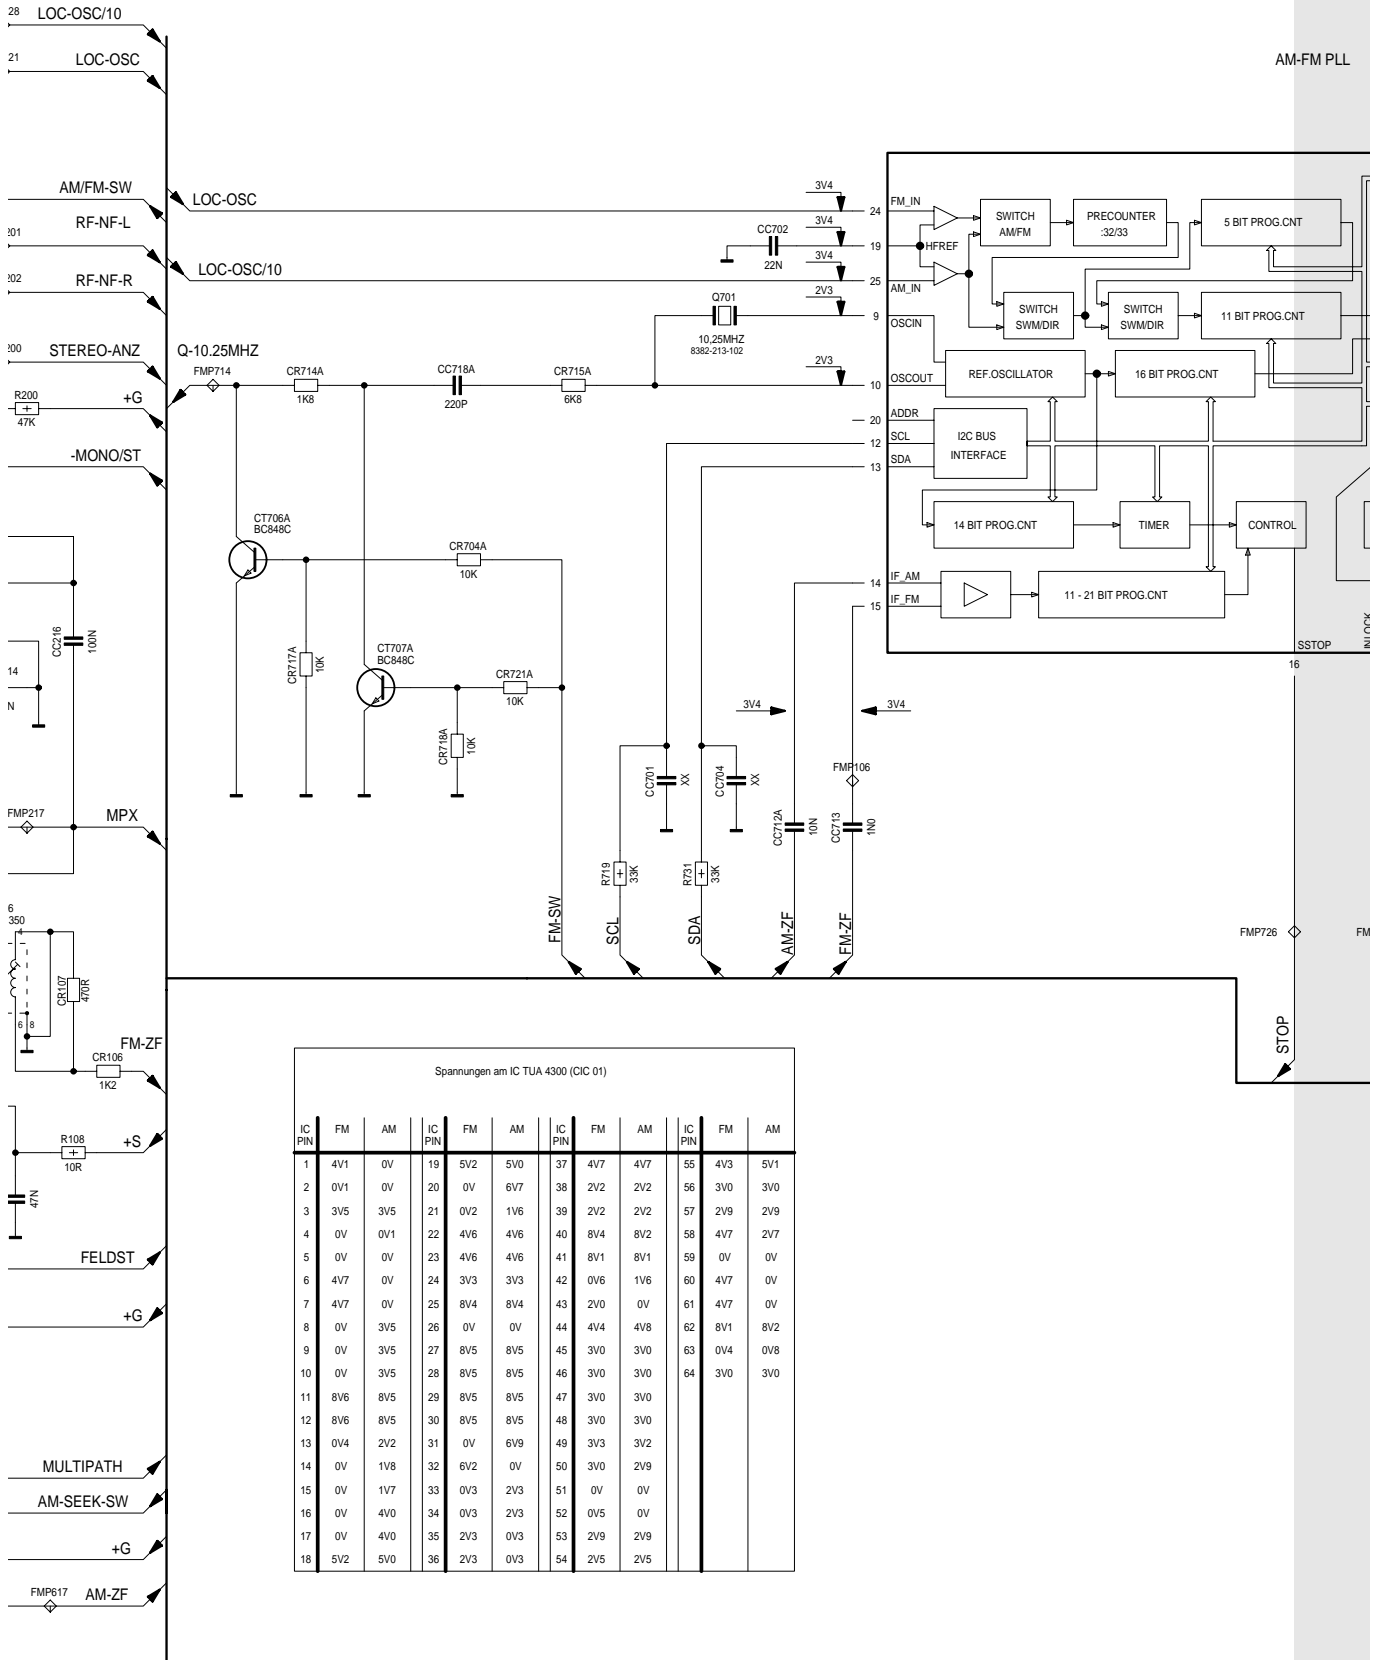 28 LOC-OSC/10
21 LOC-OSC
AM-FM PLL
AM/FM-SW
LOC-OSC
3V4
24 FM_IN
SWITCH
AM/FM
PRECOUNTER
:32/33
5 BIT PROG.CNT
RF-NF-L
201
CC702
22N
3V4
19 HFREF
LOC-OSC/10
3V4
25
AM_IN
202 RF-NF-R
Q701
10,25MHZ
8382-213-102
2V3
9
OSCIN
SWITCH
SWM/DIR
SWITCH
SWM/DIR
11 BIT PROG.CNT
200 STEREO-ANZ
Q-10.25MHZ
FMP714
CR714A
1K8
CC718A
220P
CR715A
6K8
2V3
10 OSCOUT
REF.OSCILLATOR
16 BIT PROG.CNT
R200
+
47K
+G
20 ADDR
12 SCL
13 SDA
I2C BUS
INTERFACE
-MONO/ST
14 BIT PROG.CNT
TIMER
CONTROL
CT706A
BC848C
CR704A
10K
14 IF_AM
15 IF_FM
11 - 21 BIT PROG.CNT
CC216
100N
CR717A
10K
CT707A
BC848C
CR721A
10K
CR718A
10K
SSTOP
16
INLOCK
14
N
3V4
3V4
CC701
XX
CC704
XX
FMP106
CC712A
10N
CC713
1N0
FMP217
MPX
R719
+
33K
R731
+
33K
FM-SW
SCL
SDA
AM-ZF
FM-ZF
FMP726
FM
6
350
4
CR107
470R
6 8
STOP
FM-ZF
CR106
1K2
R108
+
10R
+S
47N
FELDST
+G
MULTIPATH
AM-SEEK-SW
+G
FMP617 AM-ZF
Spannungen am IC TUA 4300 (CIC 01)
IC PIN FM AM IC PIN FM AM IC PIN FM AM IC PIN FM AM
1 4V1 0V 19 5V2 5V0 37 4V7 4V7 55 4V3 5V1
2 0V1 0V 20 0V 6V7 38 2V2 2V2 56 3V0 3V0
3 3V5 3V5 21 0V2 1V6 39 2V2 2V2 57 2V9 2V9
4 0V 0V1 22 4V6 4V6 40 8V4 8V2 58 4V7 2V7
5 0V 0V 23 4V6 4V6 41 8V1 8V1 59 0V 0V
6 4V7 0V 24 3V3 3V3 42 0V6 1V6 60 4V7 0V
7 4V7 0V 25 8V4 8V4 43 2V0 0V 61 4V7 0V
8 0V 3V5 26 0V 0V 44 4V4 4V8 62 8V1 8V2
9 0V 3V5 27 8V5 8V5 45 3V0 3V0 63 0V4 0V8
10 0V 3V5 28 8V5 8V5 46 3V0 3V0 64 3V0 3V0
11 8V6 8V5 29 8V5 8V5 47 3V0 3V0
12 8V6 8V5 30 8V5 8V5 48 3V0 3V0
13 0V4 2V2 31 0V 6V9 49 3V3 3V2
14 0V 1V8 32 6V2 0V 50 3V0 2V9
15 0V 1V7 33 0V3 2V3 51 0V 0V
16 0V 4V0 34 0V3 2V3 52 0V5 0V
17 0V 4V0 35 2V3 0V3 53 2V9 2V9
18 5V2 5V0 36 2V3 0V3 54 2V5 2V5